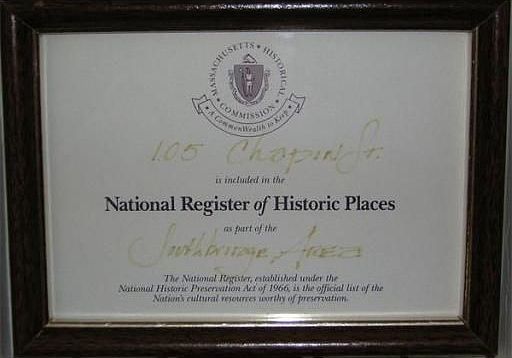 MASSACHUSETTS • HISTORICAL
• COMMISSION •
A CommonWealth to Keep
105 Chapin St.
is included in the
National Register of Historic Places
as part of the
Southbridge Area
The National Register, established under the
National Historic Preservation Act of 1966, is the official list of the
Nation's cultural resources worthy of preservation.